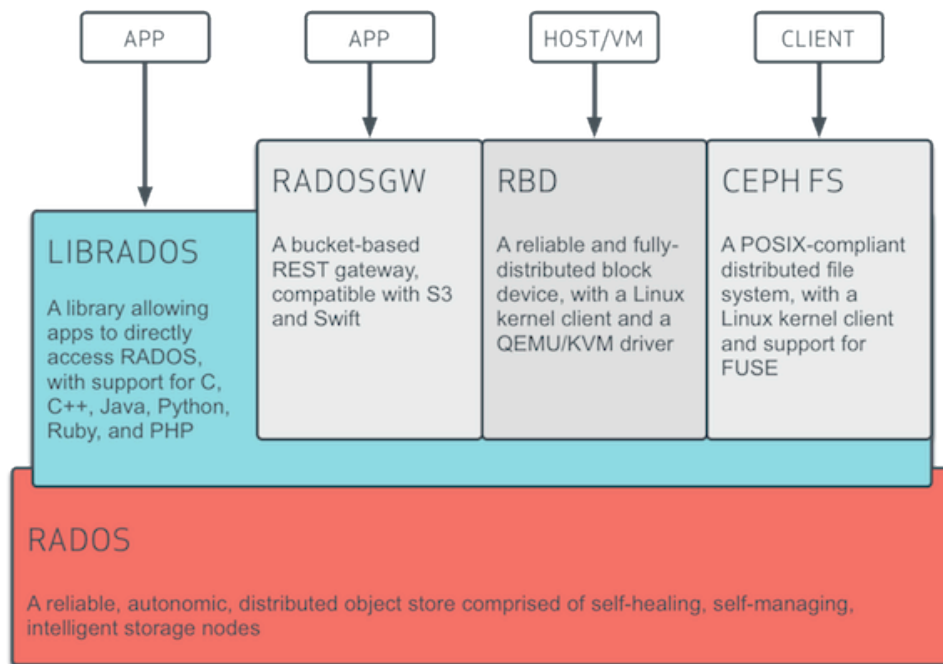 APP
APP
HOST/VM
CLIENT
LIBRADOS
A library allowing
apps to directly
access RADOS,
with support for C,
C++, Java, Python,
Ruby, and PHP
RADOSGW
A bucket-based
REST gateway,
compatible with S3
and Swift
RBD
A reliable and fully-
distributed block
device, with a Linux
kernel client and a
QEMU/KVM driver
CEPH FS
A POSIX-compliant
distributed file
system, with a
Linux kernel client
and support for
FUSE
RADOS
A reliable, autonomic, distributed object store comprised of self-healing, self-managing,
intelligent storage nodes